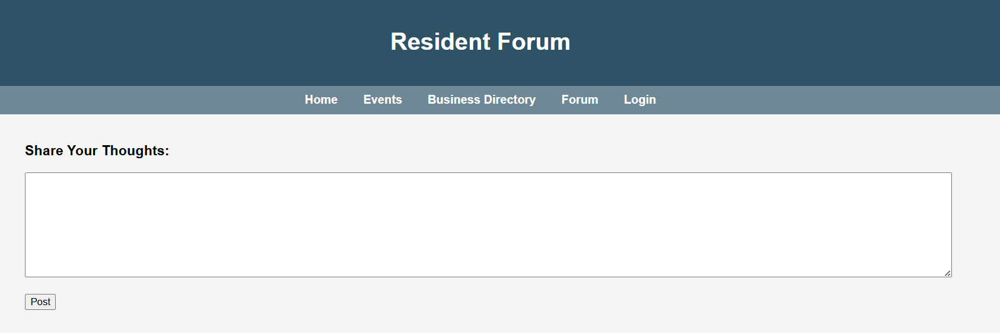 Resident Forum
Home Events Business Directory Forum Login
Share Your Thoughts:
Post